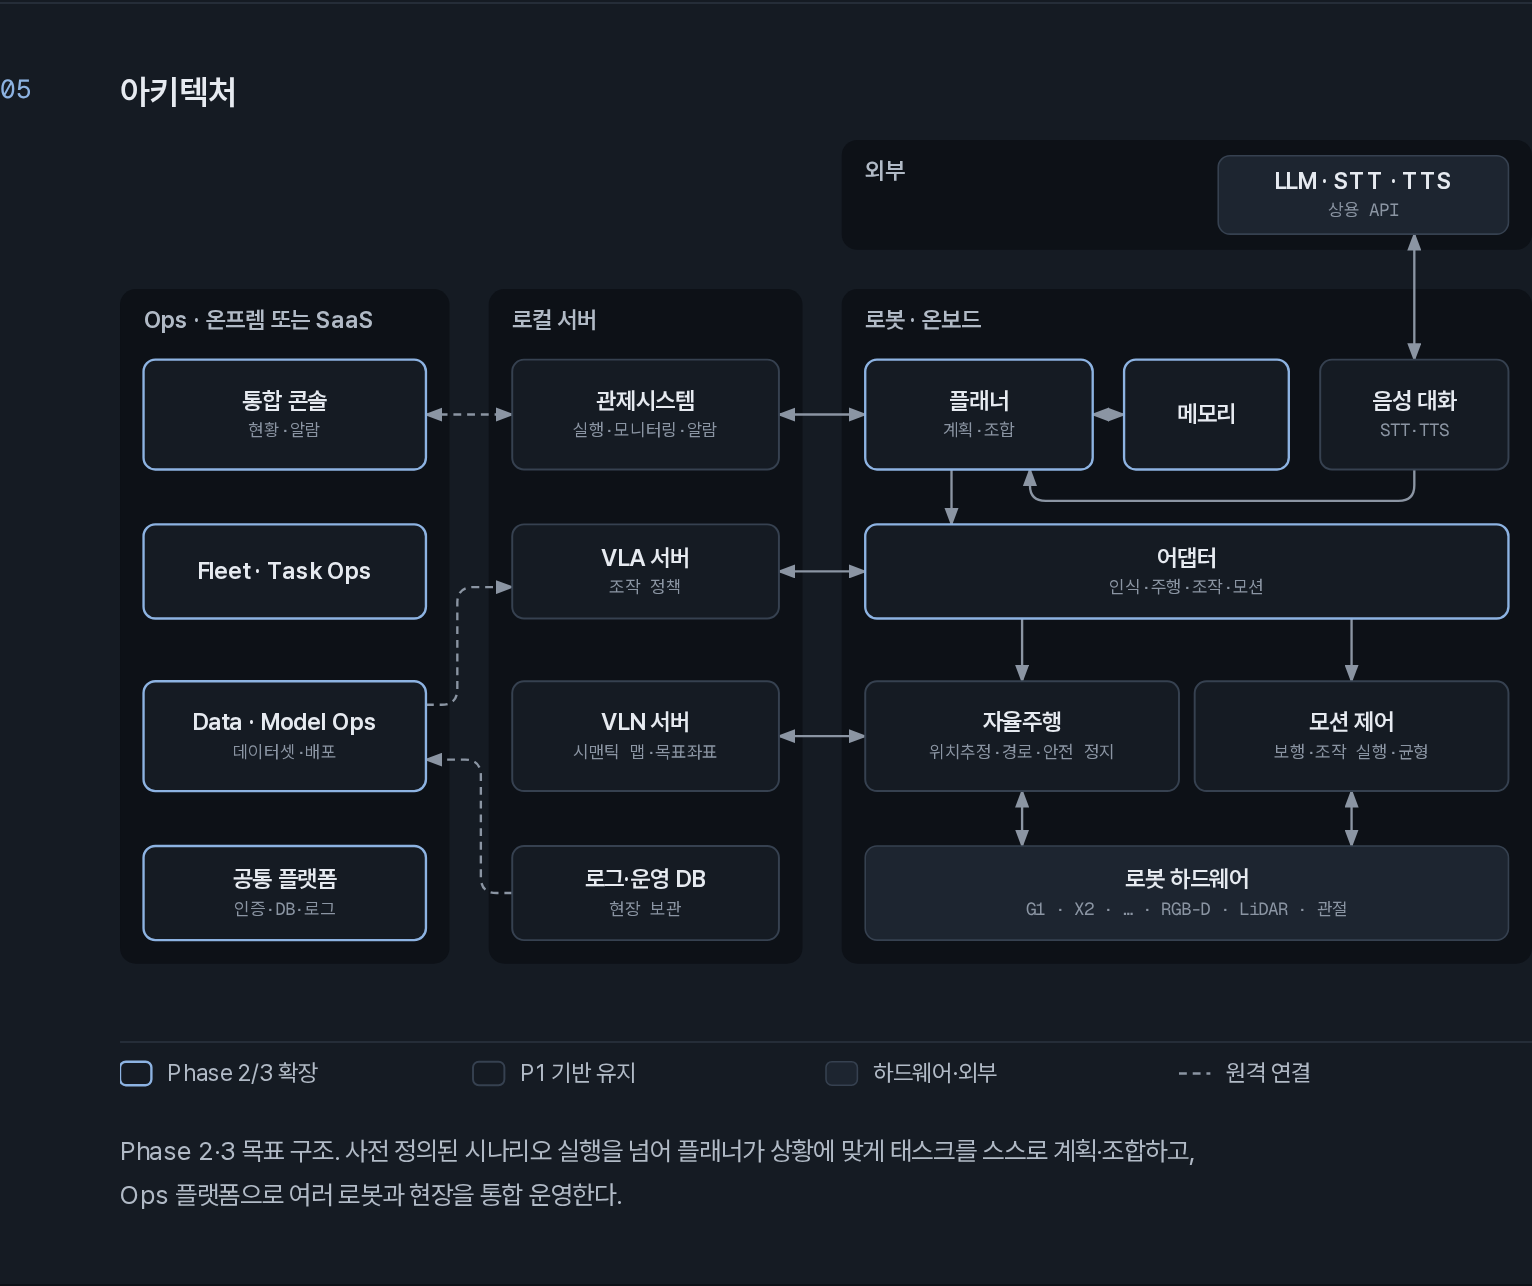 05
아키텍처
외부
LLM · STT · TTS
상용 API
Ops · 온프렘 또는 SaaS
통합 콘솔
현황·알람
Fleet · Task Ops
Data · Model Ops
데이터셋·배포
공통 플랫폼
인증·DB·로그
로컬 서버
관제시스템
실행·모니터링·알람
VLA 서버
조작 정책
VLN 서버
시맨틱 맵·목표좌표
로그·운영 DB
현장 보관
로봇 · 온보드
플래너
계획·조합
메모리
음성 대화
STT·TTS
어댑터
인식·주행·조작·모션
자율주행
위치추정·경로·안전 정지
모션 제어
보행·조작 실행·균형
로봇 하드웨어
G1 · X2 · … · RGB-D · LiDAR · 관절
Phase 2/3 확장
P1 기반 유지
하드웨어·외부
원격 연결
Phase 2·3 목표 구조. 사전 정의된 시나리오 실행을 넘어 플래너가 상황에 맞게 태스크를 스스로 계획·조합하고,
Ops 플랫폼으로 여러 로봇과 현장을 통합 운영한다.